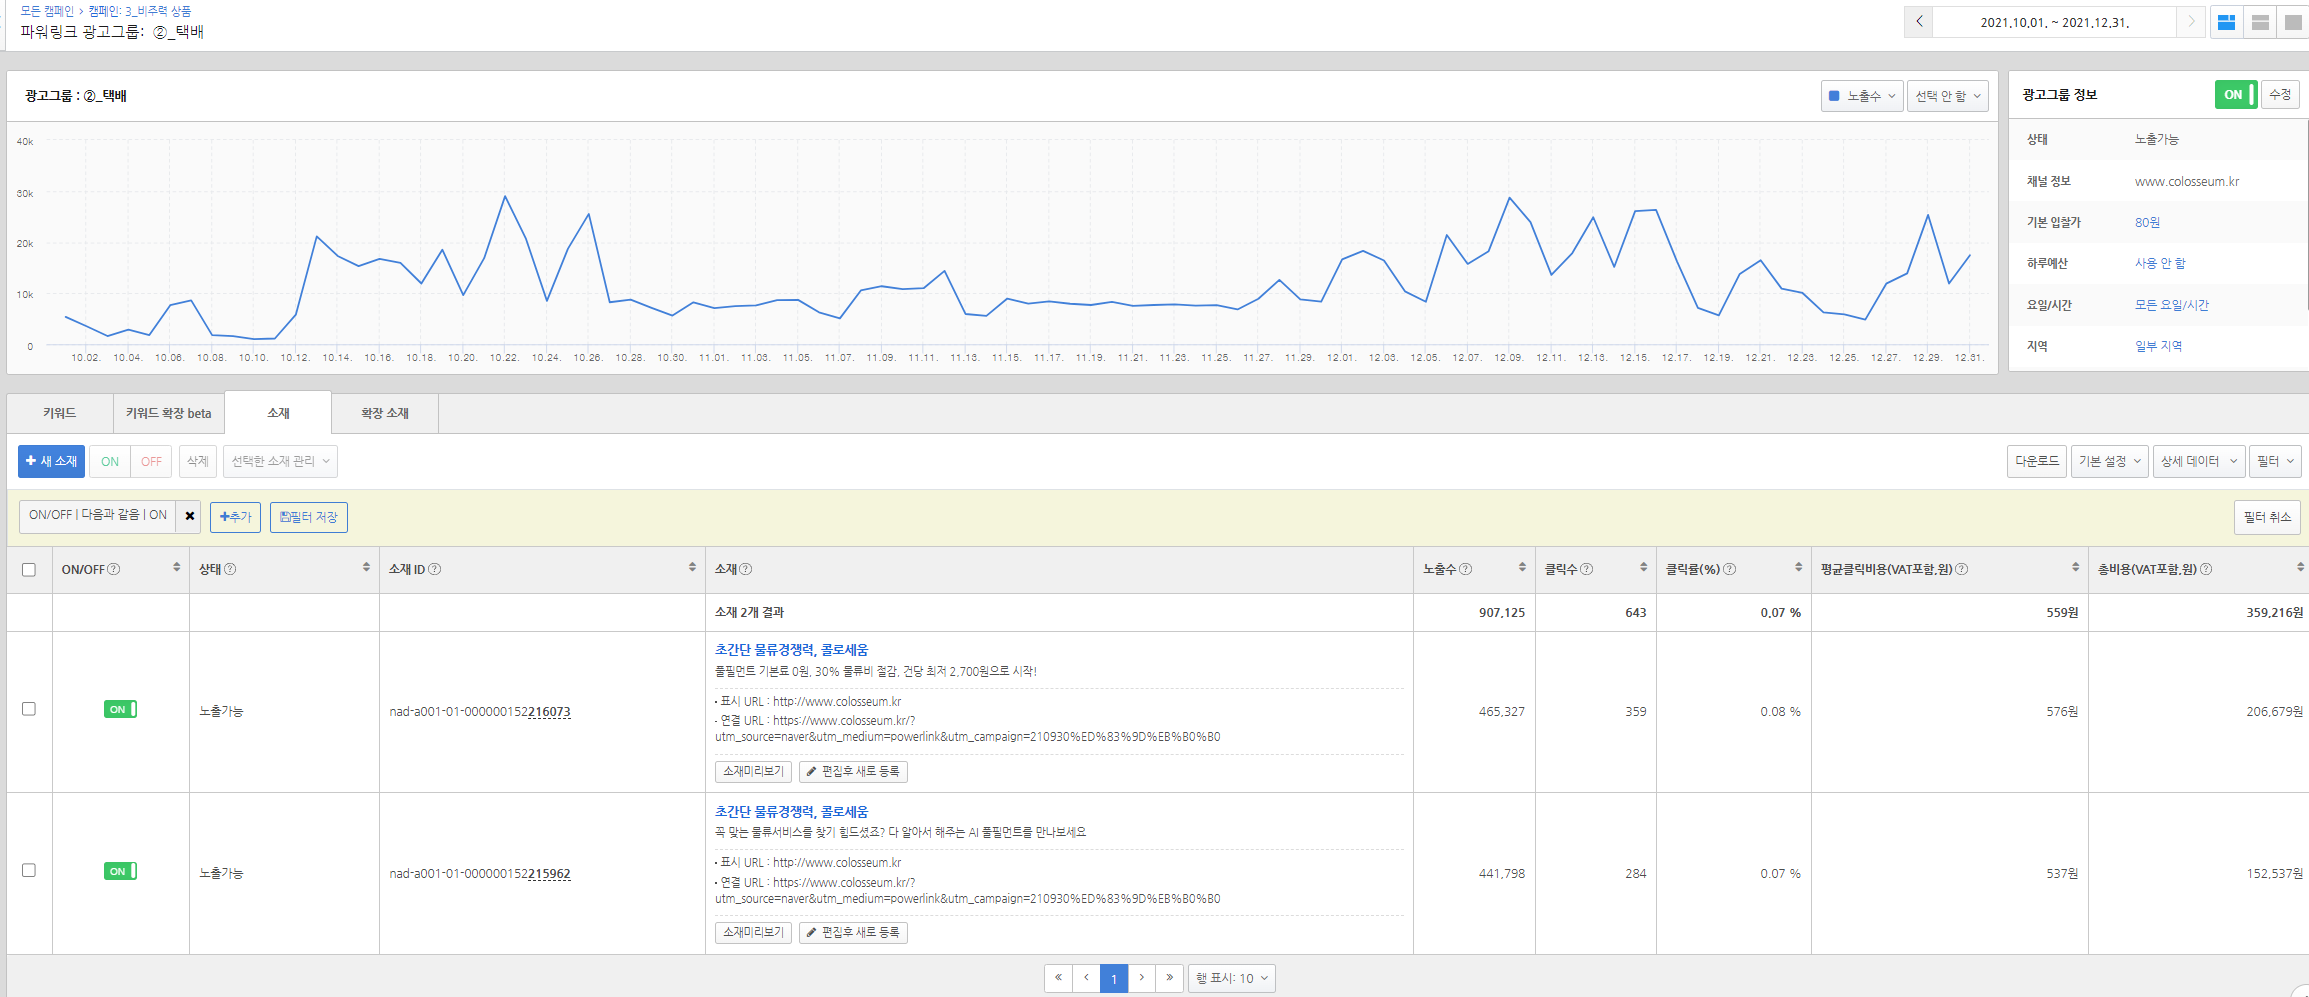 모든 캠페인 > 캠페인: 3_비주력 상품
파워링크 광고그룹: ②_택배
2021.10.01. ~ 2021.12.31.
광고그룹 : ②_택배
노출수
선택 안 함
40k
30k
20k
10k
0
10.02. 10.04. 10.06. 10.08. 10.10. 10.12. 10.14. 10.16. 10.18. 10.20. 10.22. 10.24. 10.26. 10.28. 10.30. 11.01. 11.03. 11.05. 11.07. 11.09. 11.11. 11.13. 11.15. 11.17. 11.19. 11.21. 11.23. 11.25. 11.27. 11.29. 12.01. 12.03. 12.05. 12.07. 12.09. 12.11. 12.13. 12.15. 12.17. 12.19. 12.21. 12.23. 12.25. 12.27. 12.29. 12.31.
광고그룹 정보 ON 수정
상태 노출가능
채널 정보 www.colosseum.kr
기본 입찰가 80원
하루예산 사용 안 함
요일/시간 모든 요일/시간
지역 일부 지역
키워드 키워드 확장 beta 소재 확장 소재
+ 새 소재 ON OFF 삭제 선택한 소재 관리 다운로드 기본 설정 상세 데이터 필터
ON/OFF | 다음과 같음 | ON ✖ +추가 필터 저장 필터 취소
ON/OFF 상태 소재 ID 소재 노출수 클릭수 클릭률(%) 평균클릭비용(VAT포함,원) 총비용(VAT포함,원)
소재 2개 결과 907,125 643 0.07 % 559원 359,216원
초간단 물류경쟁력, 콜로세움
풀필먼트 기본료 0원, 30% 물류비 절감, 건당 최저 2,700원으로 시작!
· 표시 URL : http://www.colosseum.kr
ON 노출가능 nad-a001-01-000000152216073 465,327 359 0.08 % 576원 206,679원
· 연결 URL : https://www.colosseum.kr/?
utm_source=naver&utm_medium=powerlink&utm_campaign=210930%ED%83%9D%EB%B0%B0
소재미리보기 편집후 새로 등록
초간단 물류경쟁력, 콜로세움
꼭 맞는 물류서비스를 찾기 힘드셨죠? 다 알아서 해주는 AI 풀필먼트를 만나보세요
· 표시 URL : http://www.colosseum.kr
ON 노출가능 nad-a001-01-000000152215962 441,798 284 0.07 % 537원 152,537원
· 연결 URL : https://www.colosseum.kr/?
utm_source=naver&utm_medium=powerlink&utm_campaign=210930%ED%83%9D%EB%B0%B0
소재미리보기 편집후 새로 등록
« ‹ 1 › » 행 표시: 10